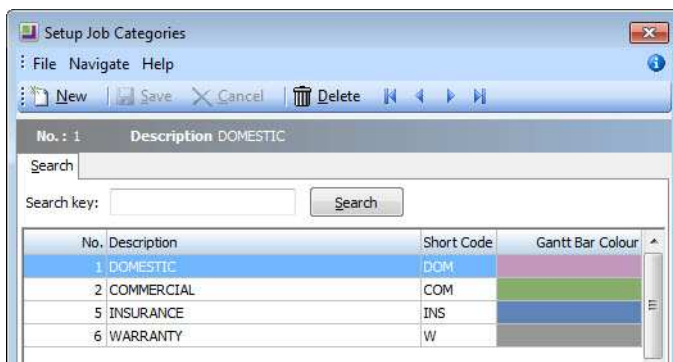 Setup Job Categories
File Navigate Help
New Save Cancel Delete
No. : 1 Description DOMESTIC
Search
Search key: Search
No. Description Short Code Gantt Bar Colour
1 DOMESTIC DOM
2 COMMERCIAL COM
5 INSURANCE INS
6 WARRANTY W